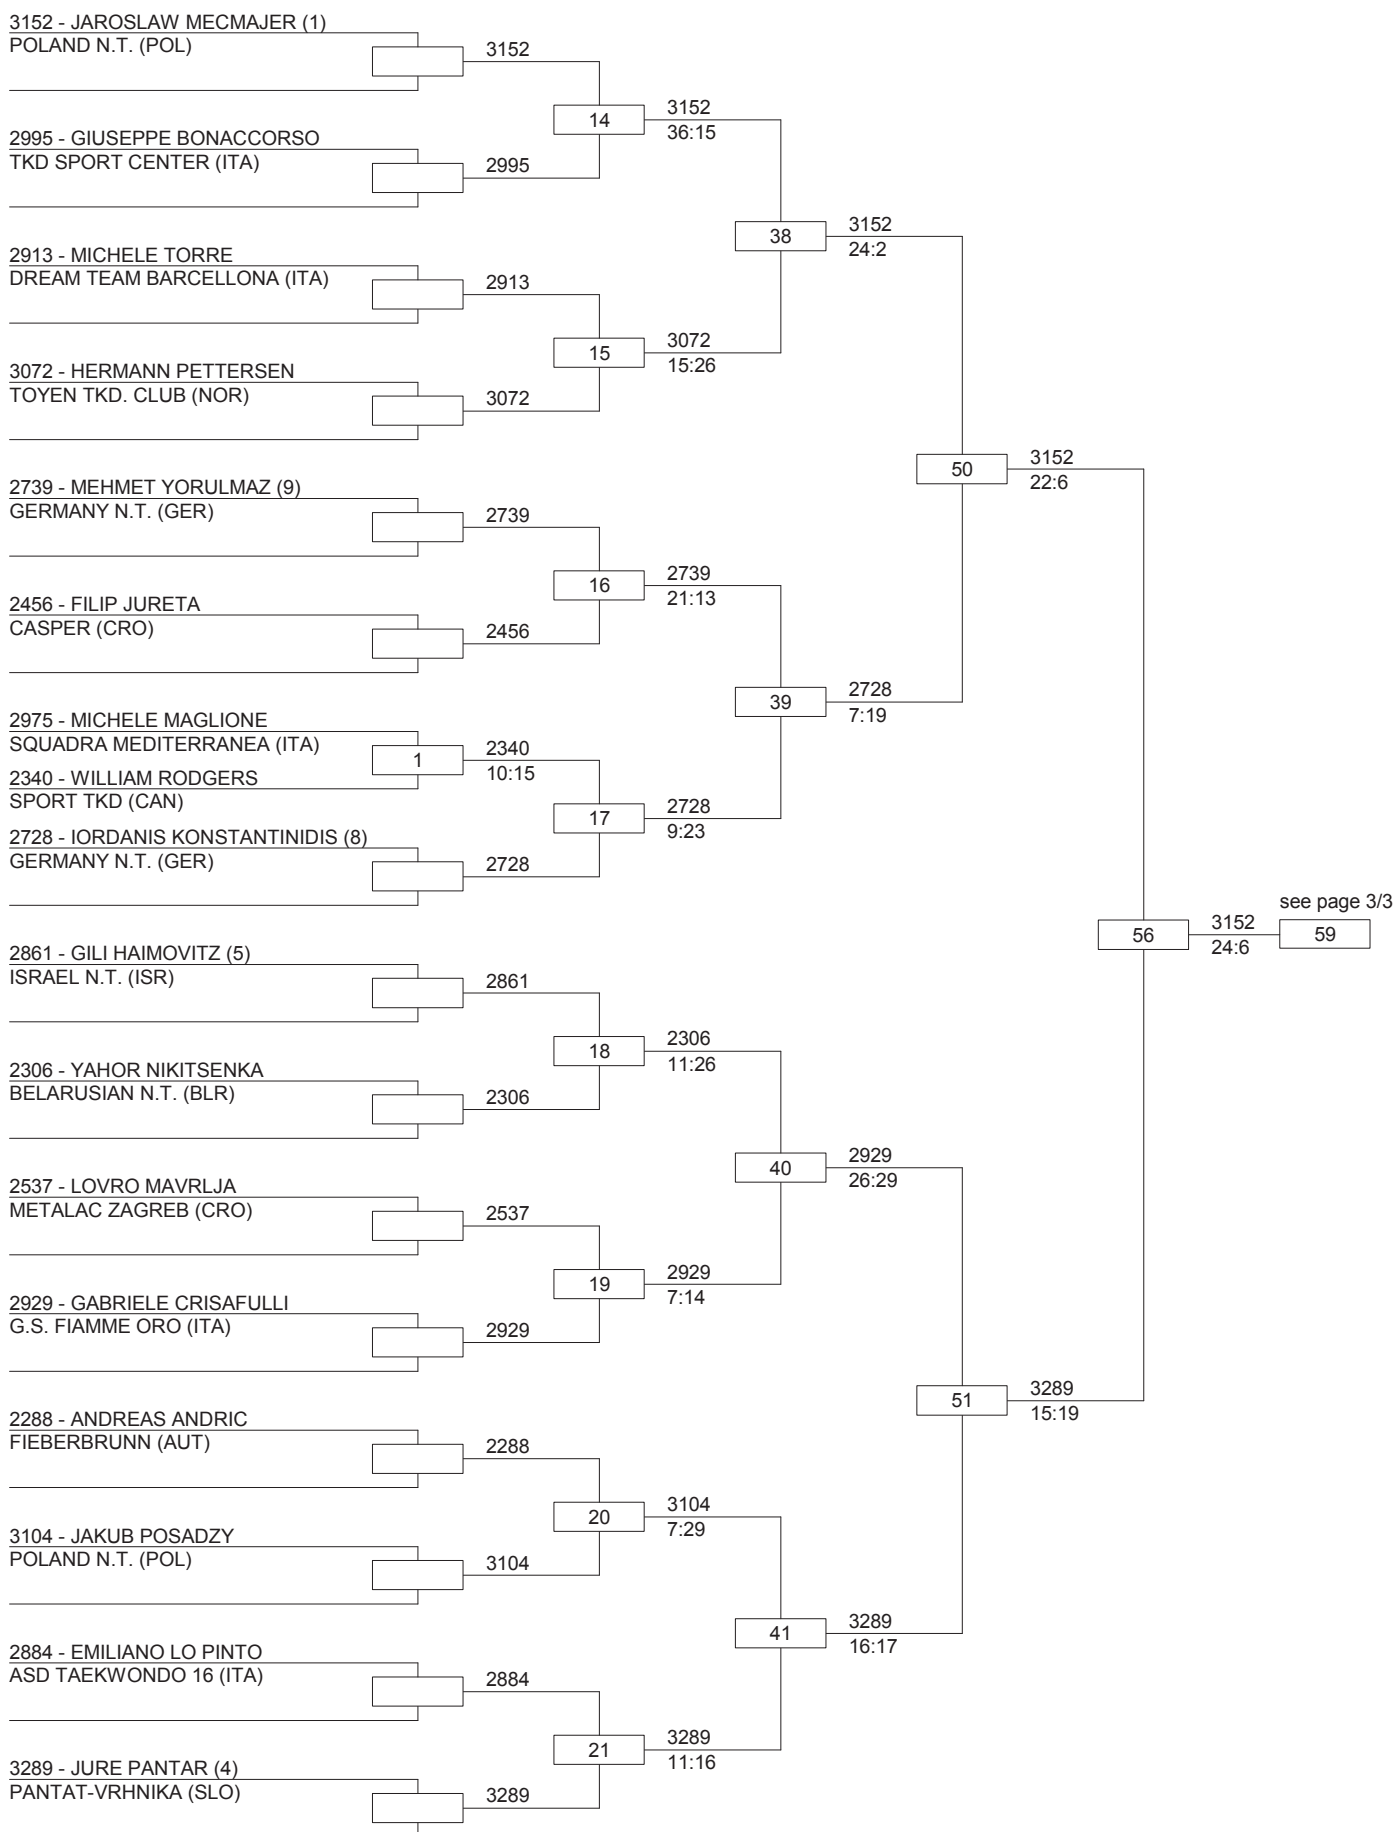 3152 - JAROSLAW MECMAJER (1)
POLAND N.T. (POL)
3152
14
3152
36:15
2995 - GIUSEPPE BONACCORSO
TKD SPORT CENTER (ITA)
2995
38
3152
24:2
2913 - MICHELE TORRE
DREAM TEAM BARCELLONA (ITA)
2913
15
3072
15:26
3072 - HERMANN PETTERSEN
TOYEN TKD. CLUB (NOR)
3072
50
3152
22:6
2739 - MEHMET YORULMAZ (9)
GERMANY N.T. (GER)
2739
16
2739
21:13
2456 - FILIP JURETA
CASPER (CRO)
2456
39
2728
7:19
2975 - MICHELE MAGLIONE
SQUADRA MEDITERRANEA (ITA)
1
2340
10:15
2340 - WILLIAM RODGERS
SPORT TKD (CAN)
17
2728
9:23
2728 - IORDANIS KONSTANTINIDIS (8)
GERMANY N.T. (GER)
2728
see page 3/3
56
3152
24:6
59
2861 - GILI HAIMOVITZ (5)
ISRAEL N.T. (ISR)
2861
18
2306
11:26
2306 - YAHOR NIKITSENKA
BELARUSIAN N.T. (BLR)
2306
40
2929
26:29
2537 - LOVRO MAVRLJA
METALAC ZAGREB (CRO)
2537
19
2929
7:14
2929 - GABRIELE CRISAFULLI
G.S. FIAMME ORO (ITA)
2929
51
3289
15:19
2288 - ANDREAS ANDRIC
FIEBERBRUNN (AUT)
2288
20
3104
7:29
3104 - JAKUB POSADZY
POLAND N.T. (POL)
3104
41
3289
16:17
2884 - EMILIANO LO PINTO
ASD TAEKWONDO 16 (ITA)
2884
21
3289
11:16
3289 - JURE PANTAR (4)
PANTAT-VRHNIKA (SLO)
3289